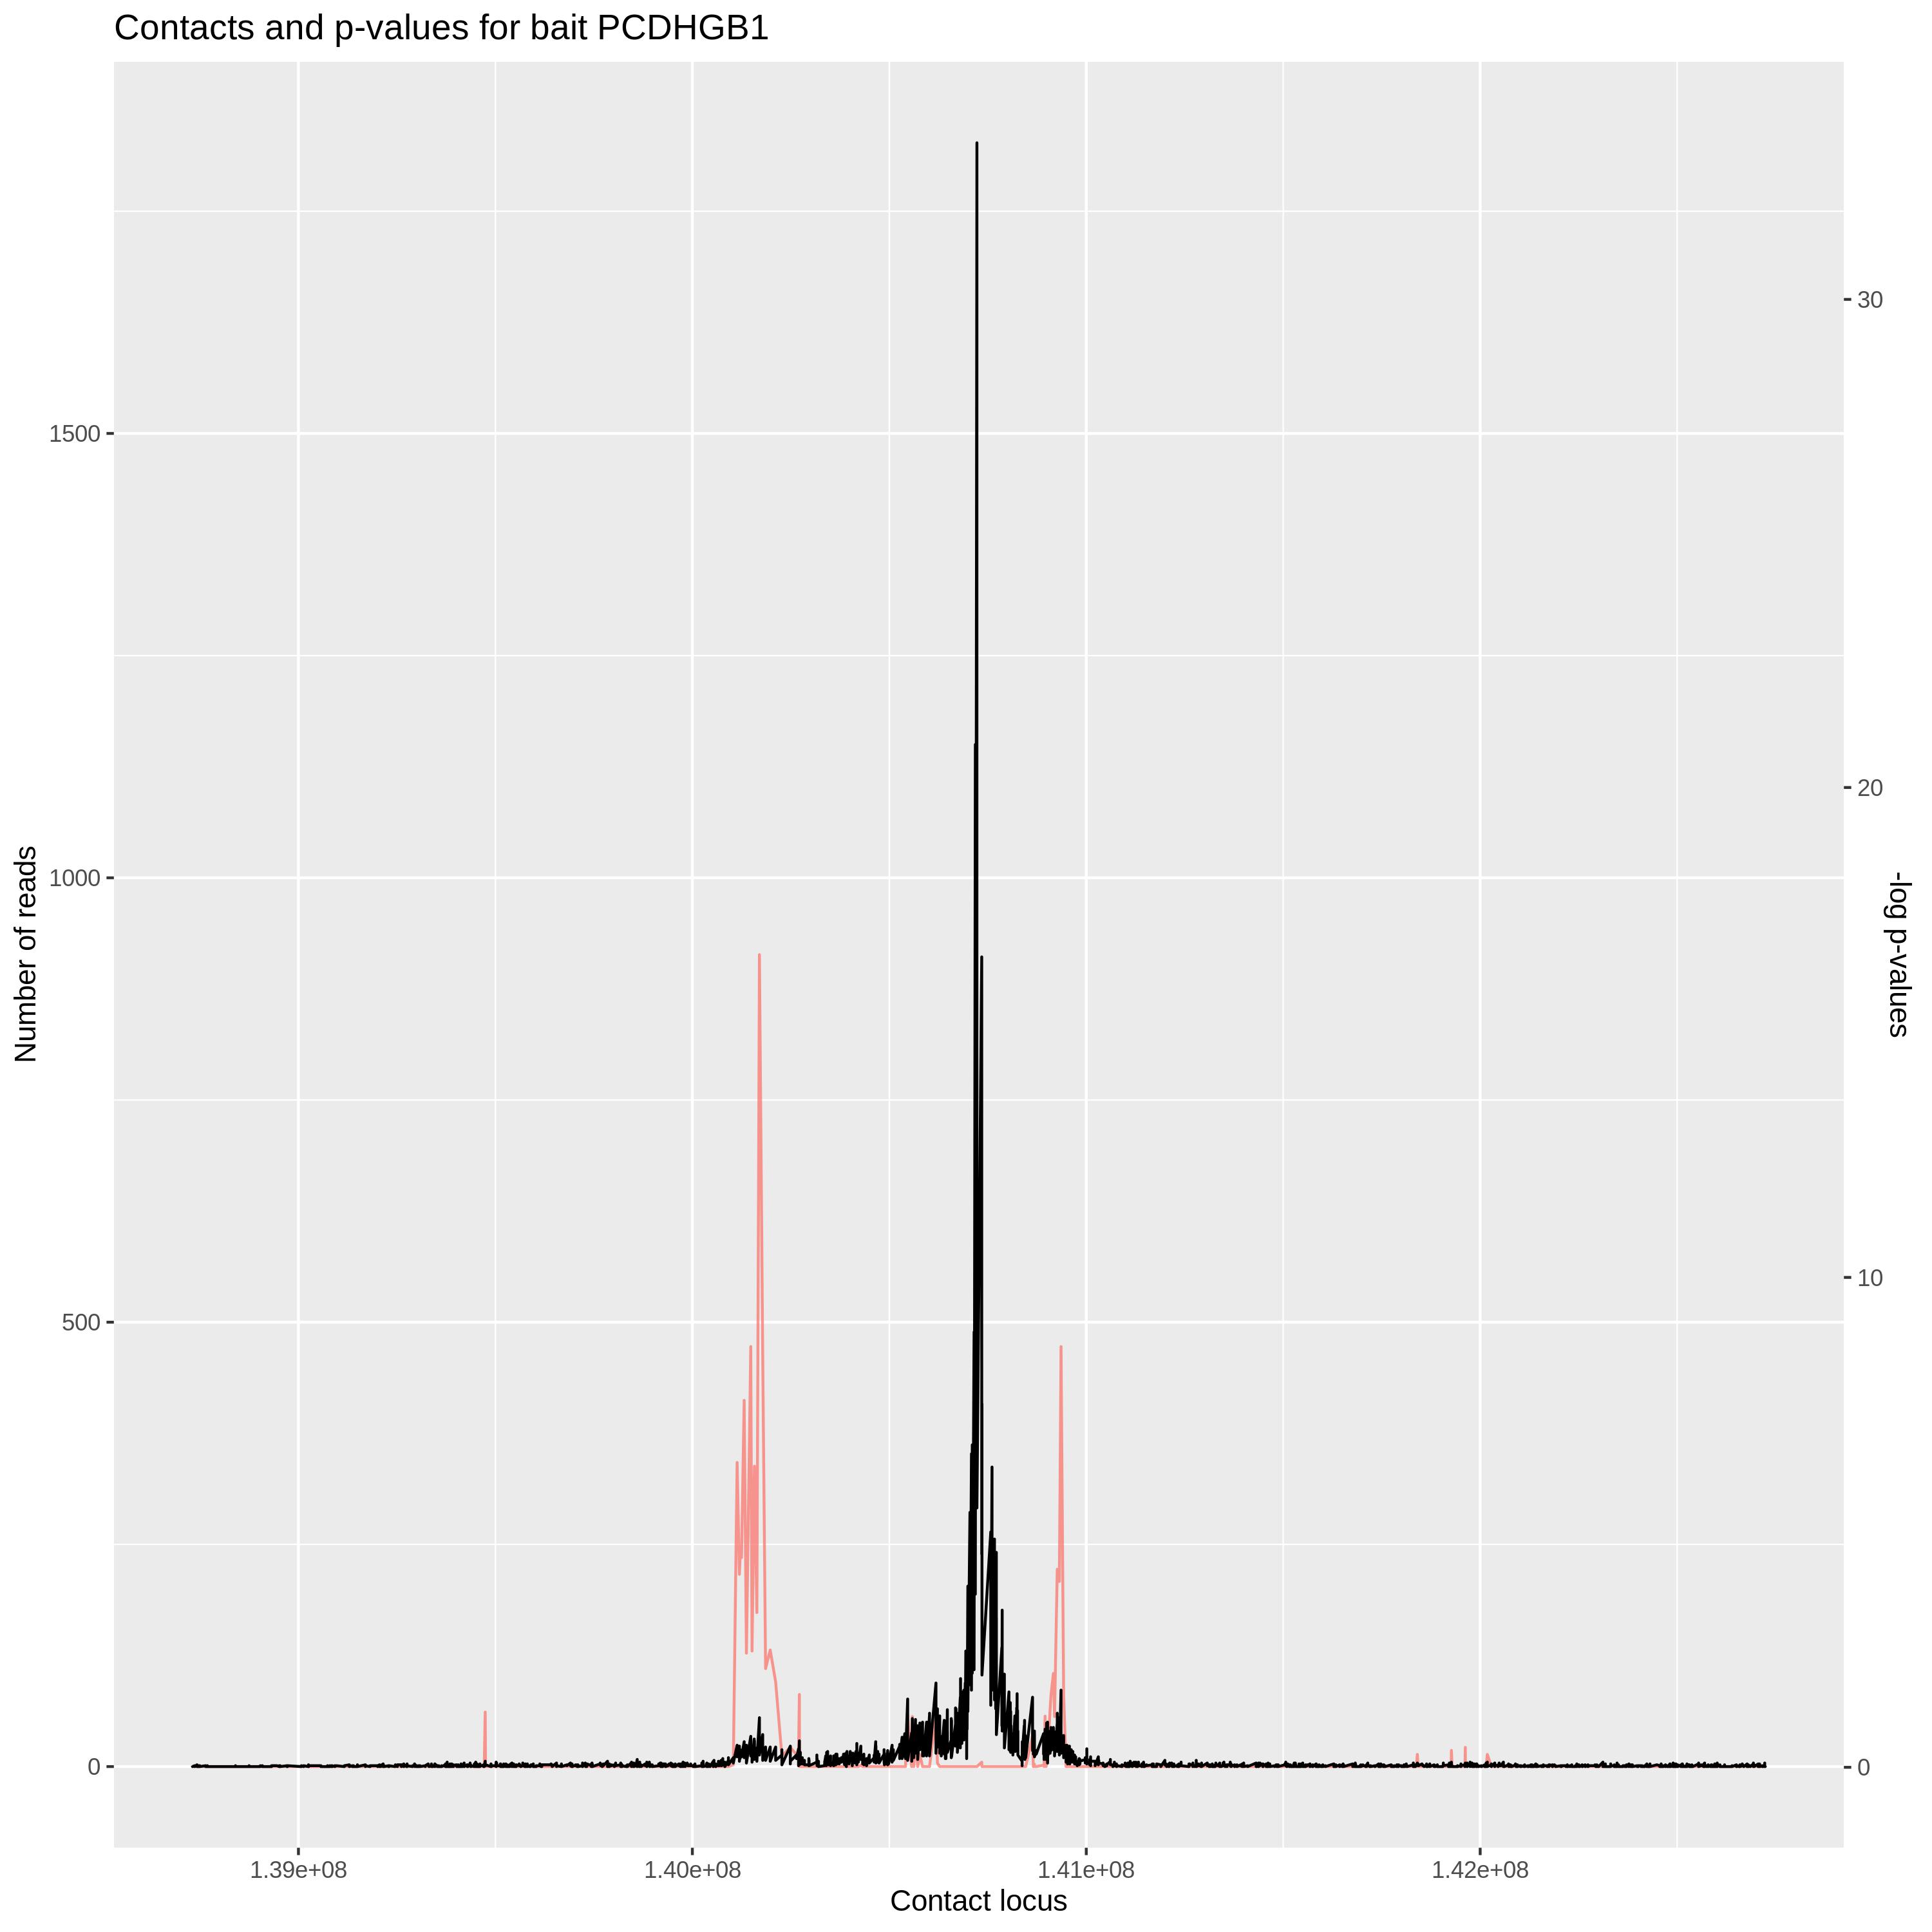 Contacts and p-values for bait PCDHGB1
Number of reads
1500
1000
500
0
30
20
10
0
-log p-values
1.39e+08
1.40e+08
1.41e+08
1.42e+08
Contact locus